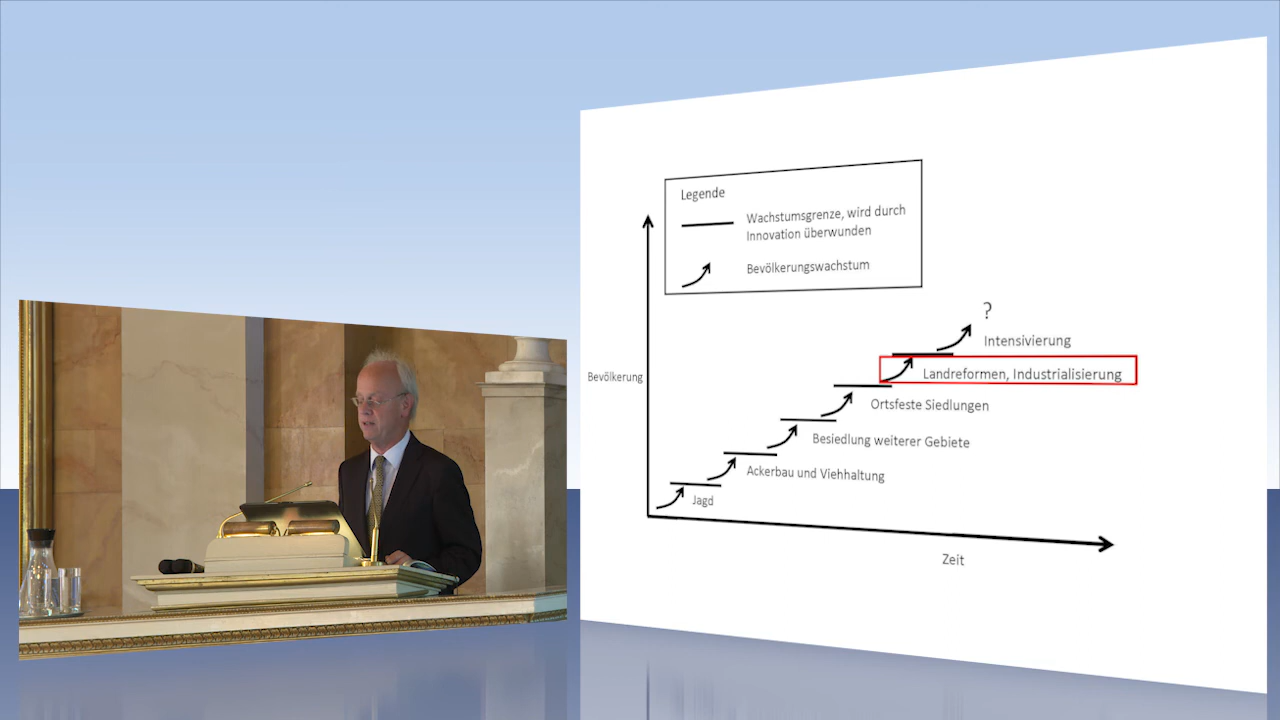 Legende
Wachstumsgrenze, wird durch
Innovation überwunden
Bevölkerungswachstum
?
Intensivierung
Landreformen, Industrialisierung
Bevölkerung
Ortsfeste Siedlungen
Besiedlung weiterer Gebiete
Ackerbau und Viehhaltung
Jagd
Zeit